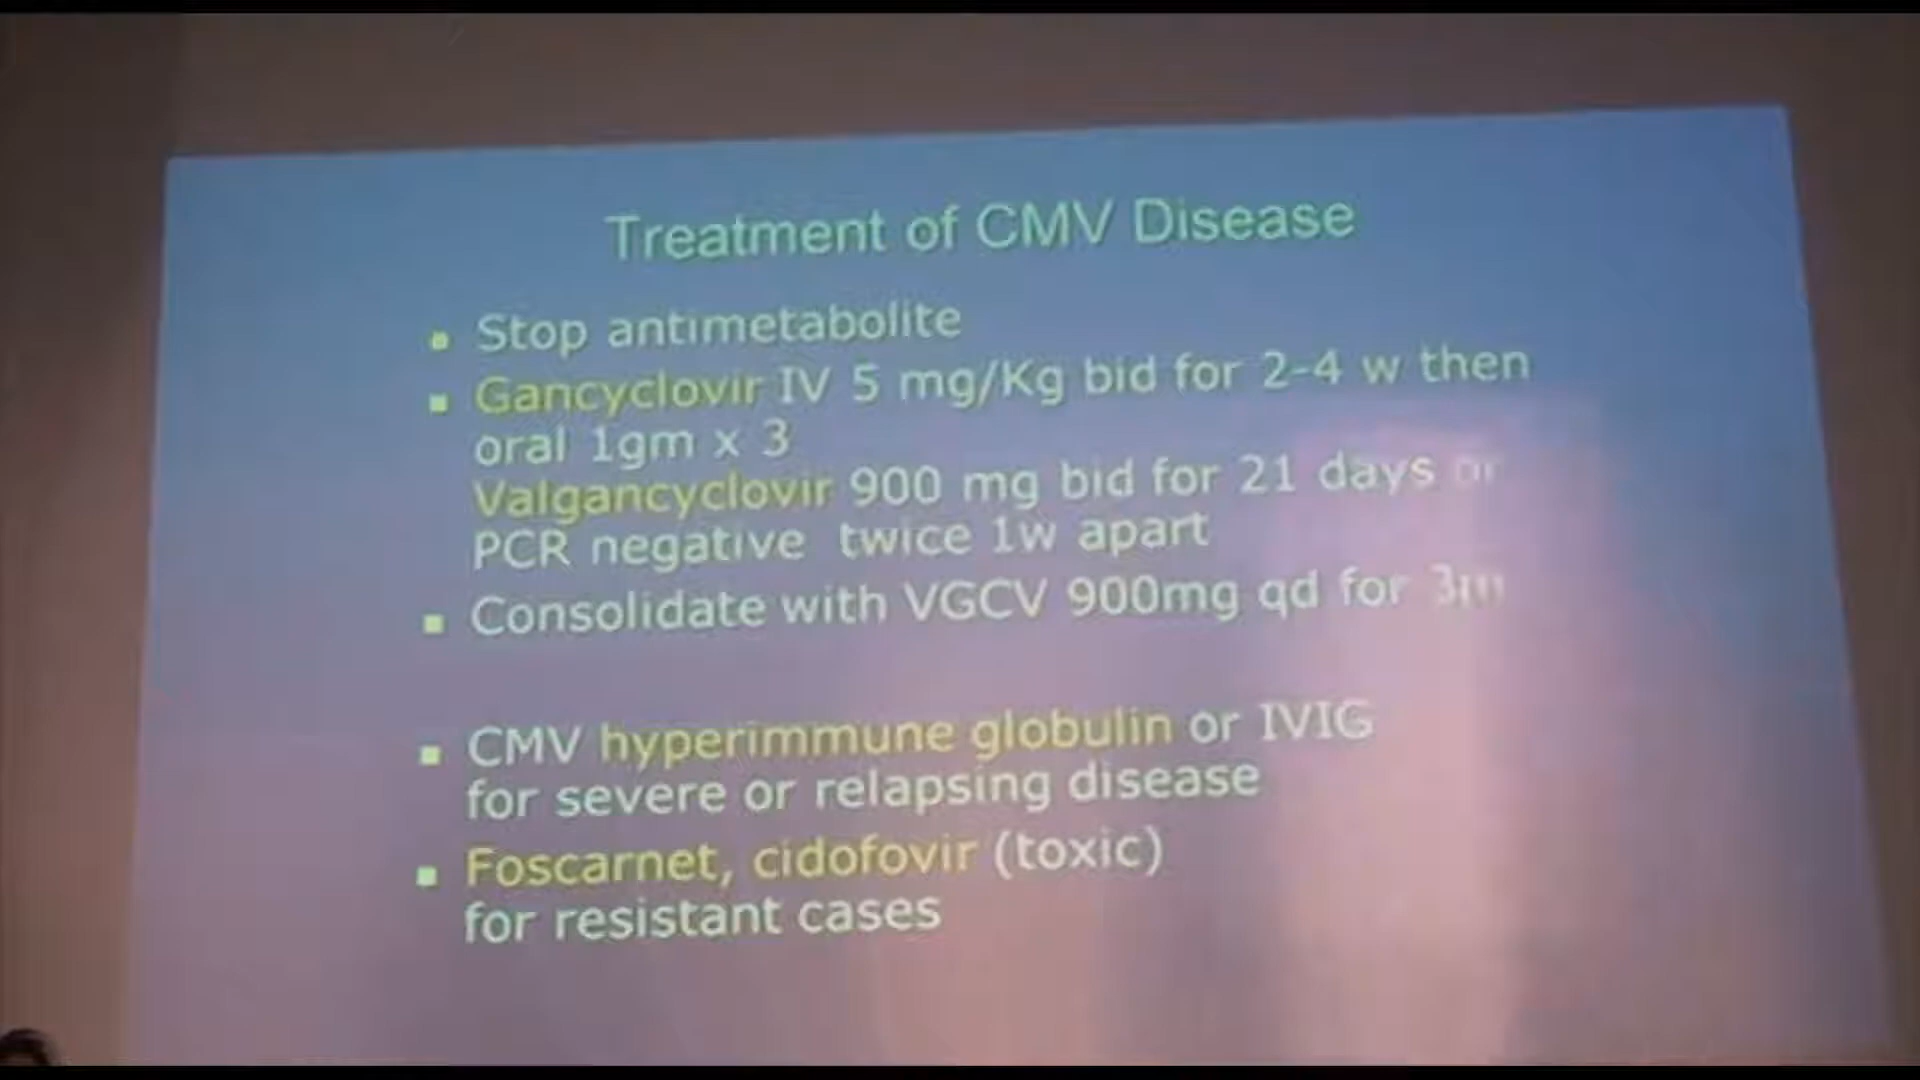 Treatment of CMV Disease
Stop antimetabolite
Gancyclovir IV 5 mg/Kg bid for 2-4 w then
oral 1gm x 3
Valgancyclovir 900 mg bid for 21 days or
PCR negative twice 1w apart
Consolidate with VGCV 900mg qd for 3m
CMV hyperimmune globulin or IVIG
for severe or relapsing disease
Foscarnet, cidofovir (toxic)
for resistant cases